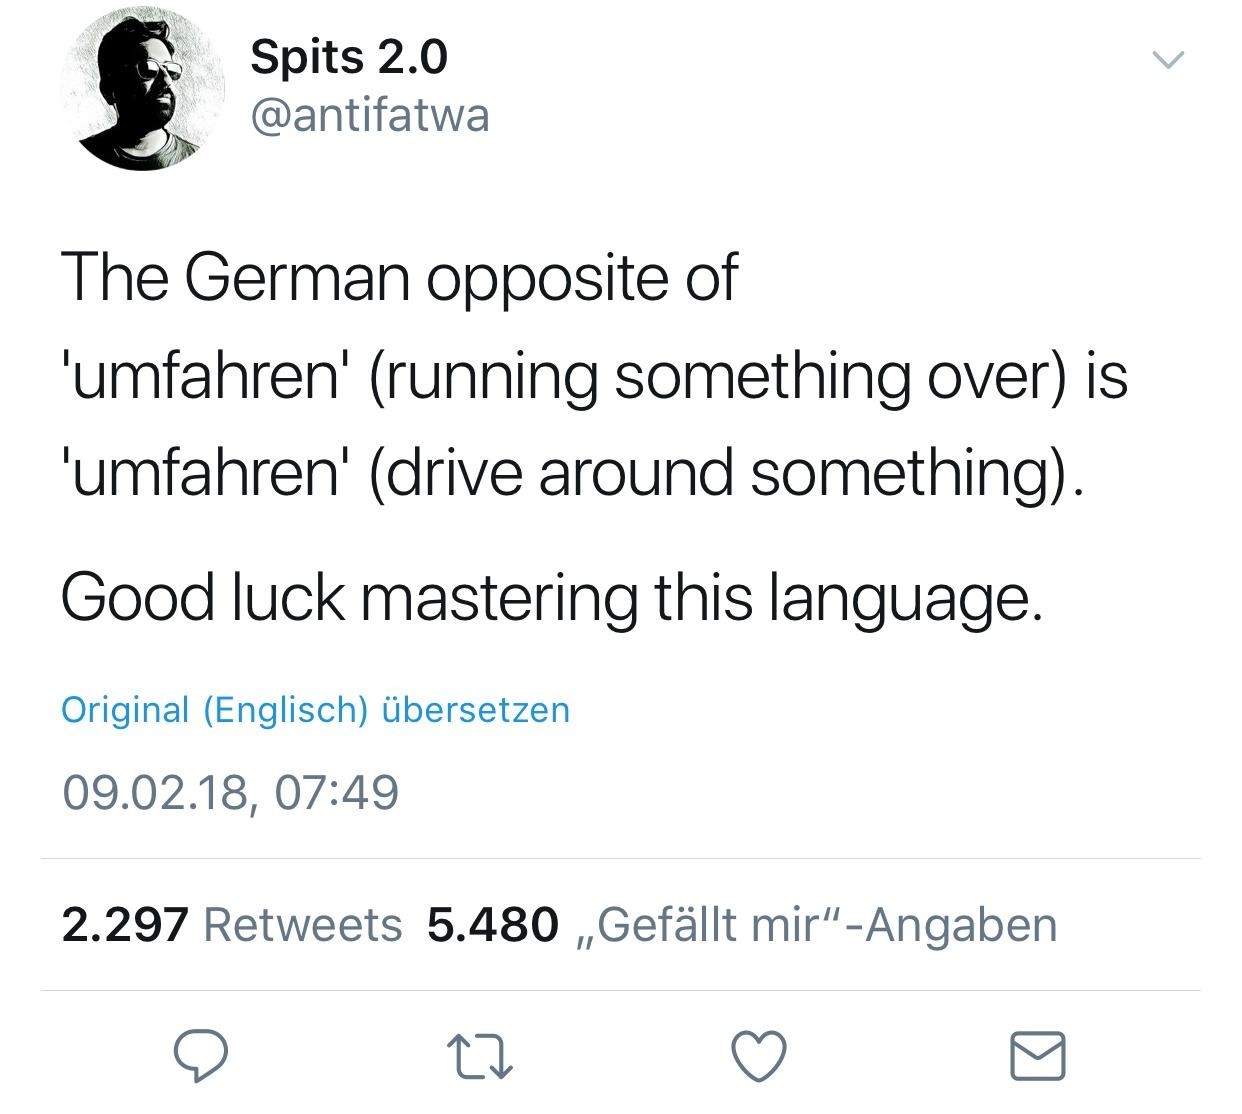 Spits 2.0
@antifatwa
The German opposite of
'umfahren' (running something over) is
'umfahren' (drive around something).
Good luck mastering this language.
Original (Englisch) übersetzen
09.02.18, 07:49
2.297 Retweets 5.480 „Gefällt mir“-Angaben